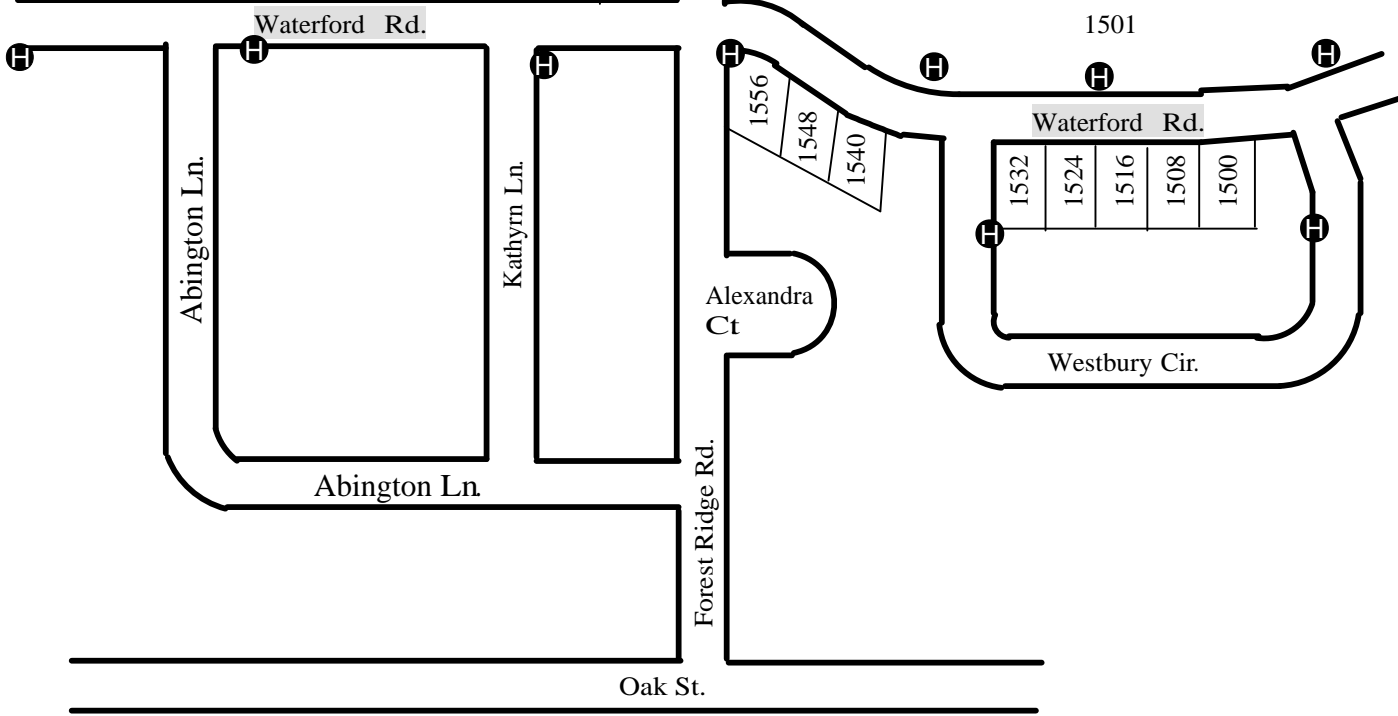 Waterford Rd.
1501
H
H
H
H
H
H
H
1556
1548
1540
Waterford Rd.
1532
1524
1516
1508
1500
Abington Ln.
Kathyrn Ln.
H
H
Alexandra
Ct
Westbury Cir.
Abington Ln.
Forest Ridge Rd.
Oak St.